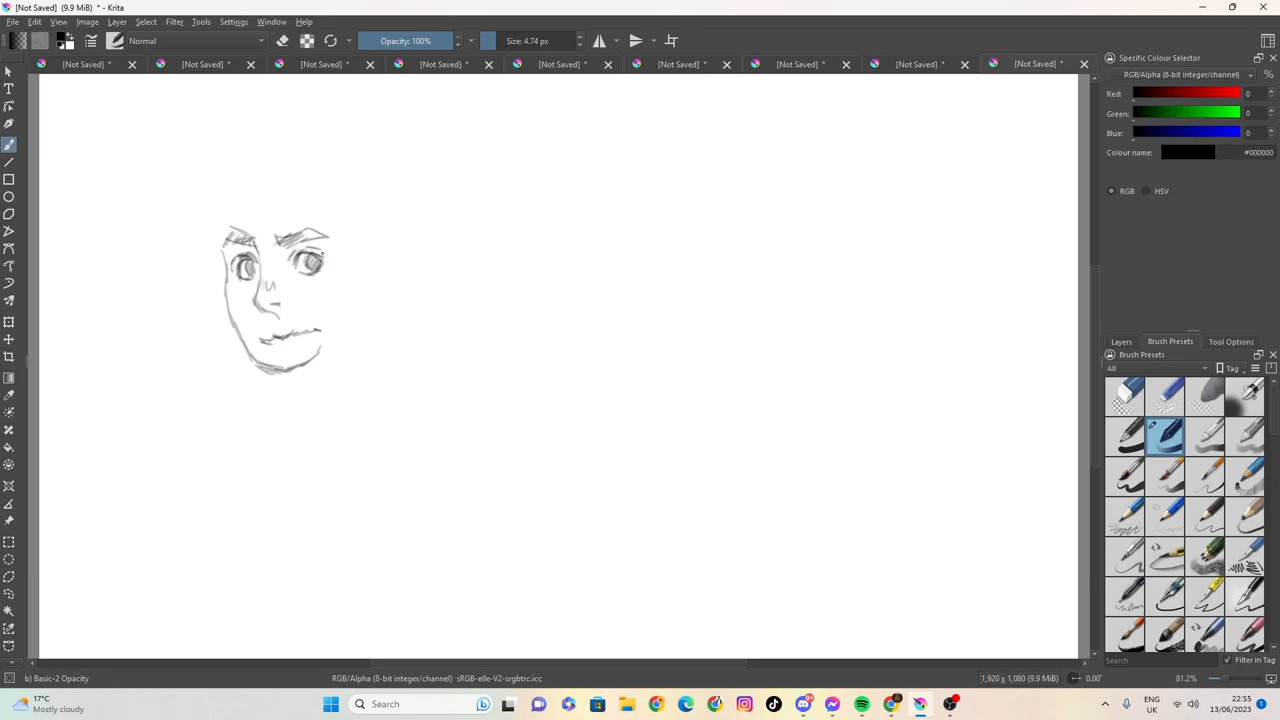 [Not Saved] (9.9 MiB) * - Krita
File Edit View Image Layer Select Filter Tools Settings Window Help
Normal Opacity: 100% Size: 4.74 px
[Not Saved] * [Not Saved] * [Not Saved] * [Not Saved] * [Not Saved] * [Not Saved] * [Not Saved] * [Not Saved] * [Not Saved] *
Specific Colour Selector
RGB/Alpha (8-bit integer/channel) %
Red: 0
Green: 0
Blue: 0
Colour name: #000000
RGB HSV
Layers Brush Presets Tool Options
Brush Presets
All Tag
Search Filter in Tag
b) Basic-2 Opacity RGB/Alpha (8-bit integer/channel) sRGB-elle-V2-srgbtrc.icc 1,920 x 1,080 (9.9 MiB) 0.00° 81.2%
17°C
Mostly cloudy
Search
ENG
UK
22:55
13/06/2023